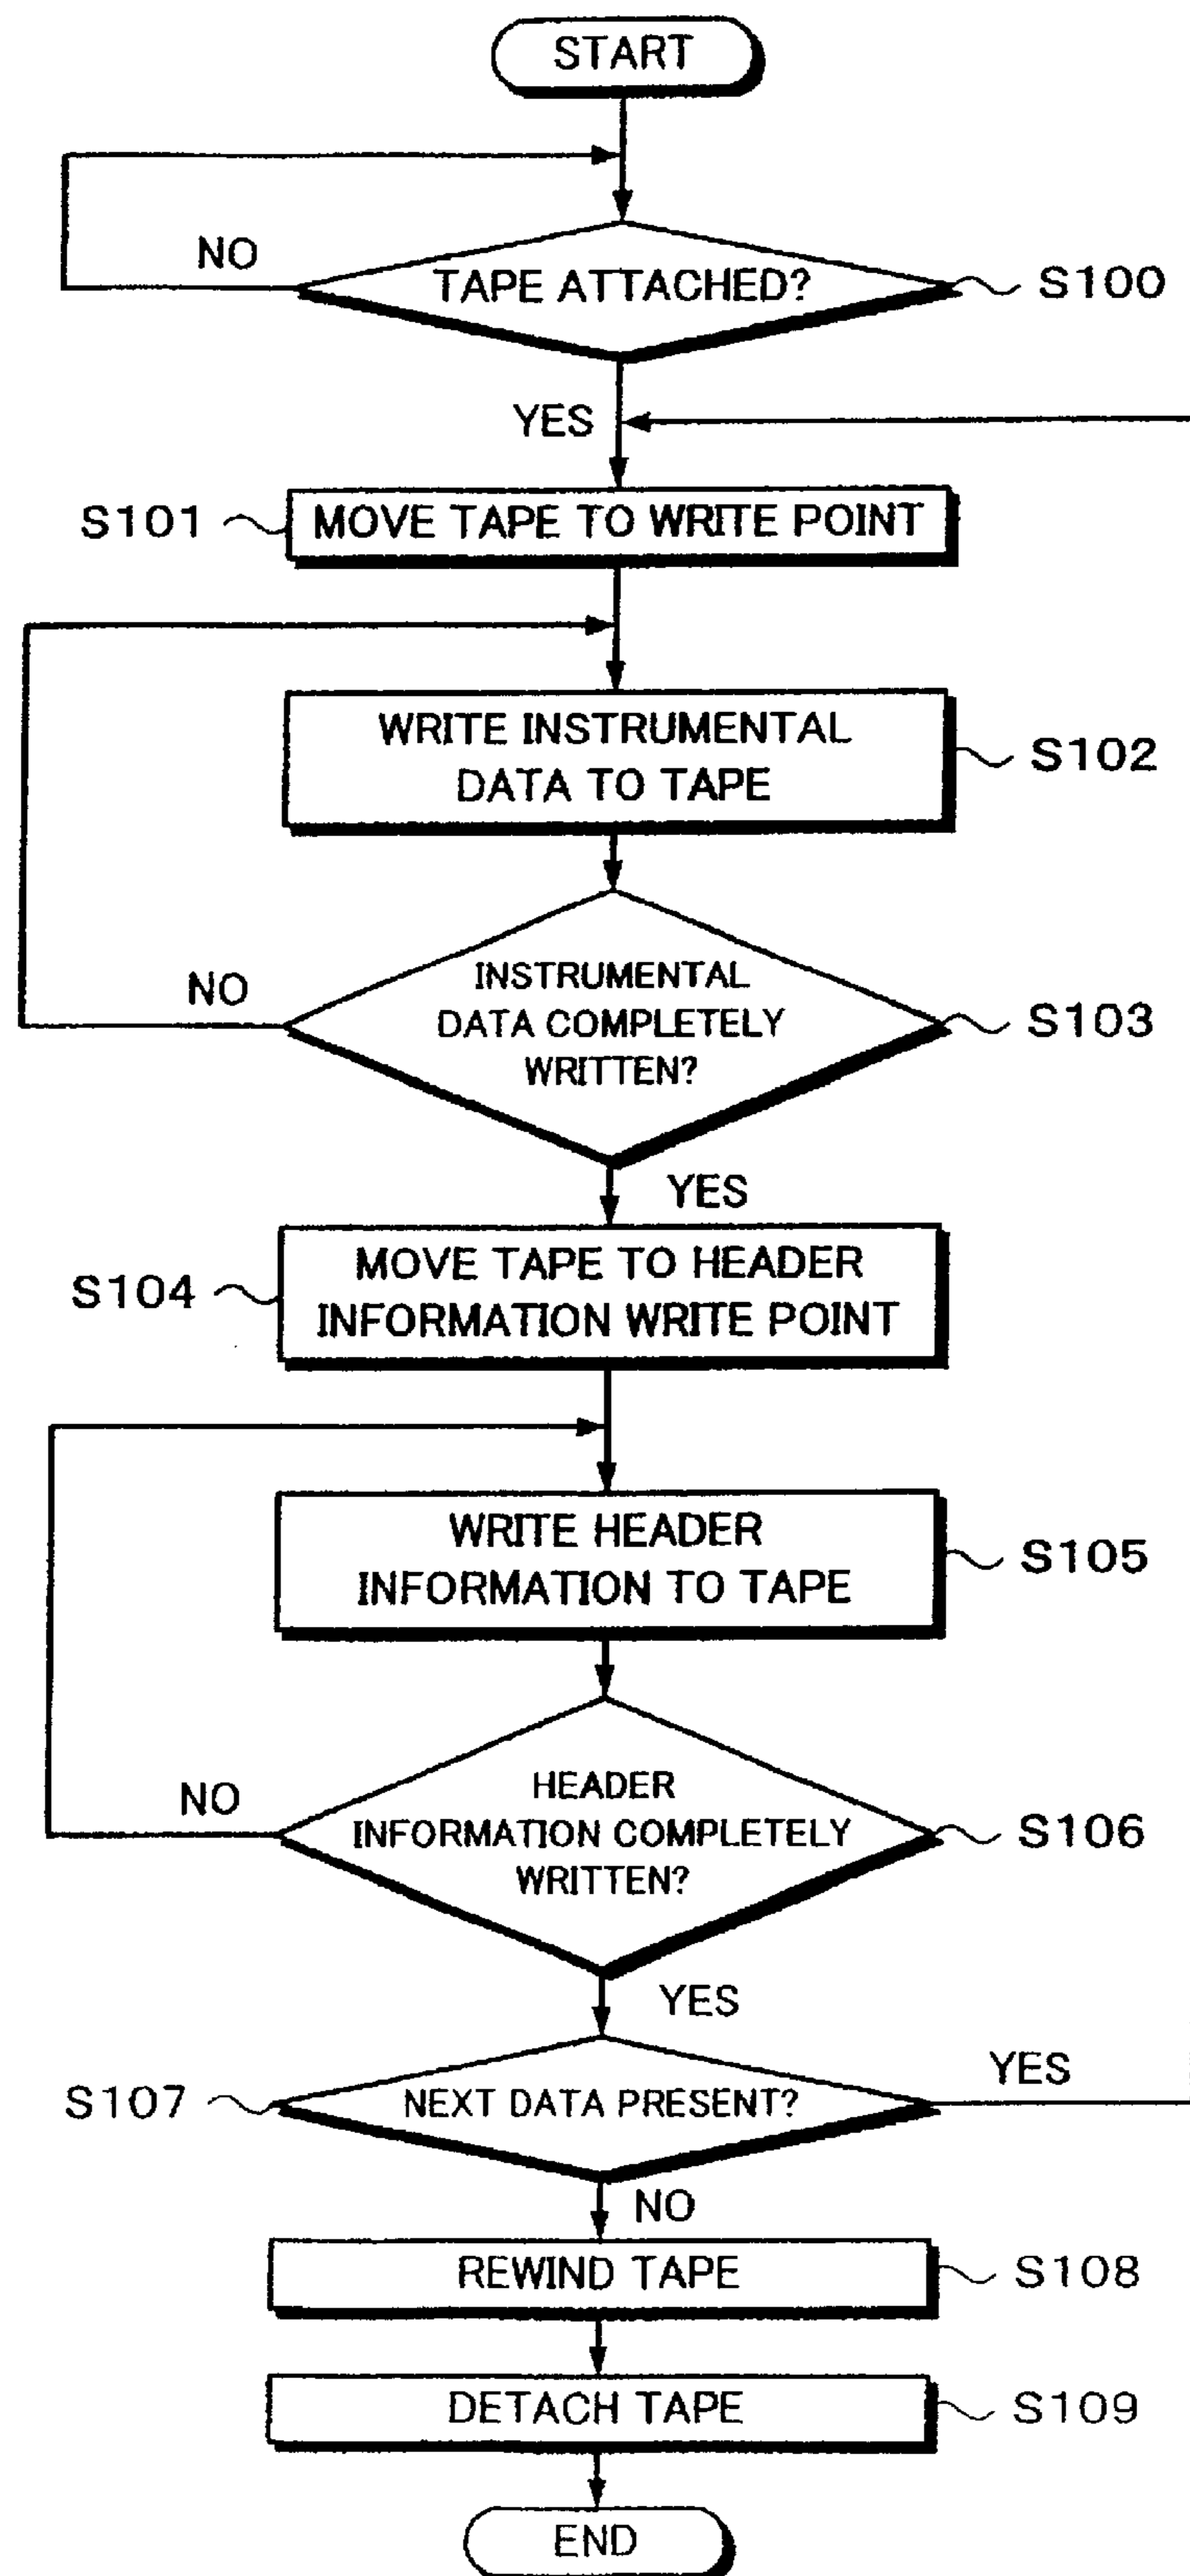 START
NO
TAPE ATTACHED?
S100
YES
S101
MOVE TAPE TO WRITE POINT
WRITE INSTRUMENTAL
DATA TO TAPE
S102
NO
INSTRUMENTAL
DATA COMPLETELY
WRITTEN?
S103
YES
S104
MOVE TAPE TO HEADER
INFORMATION WRITE POINT
WRITE HEADER
INFORMATION TO TAPE
S105
NO
HEADER
INFORMATION COMPLETELY
WRITTEN?
S106
YES
S107
NEXT DATA PRESENT?
YES
NO
REWIND TAPE
S108
DETACH TAPE
S109
END